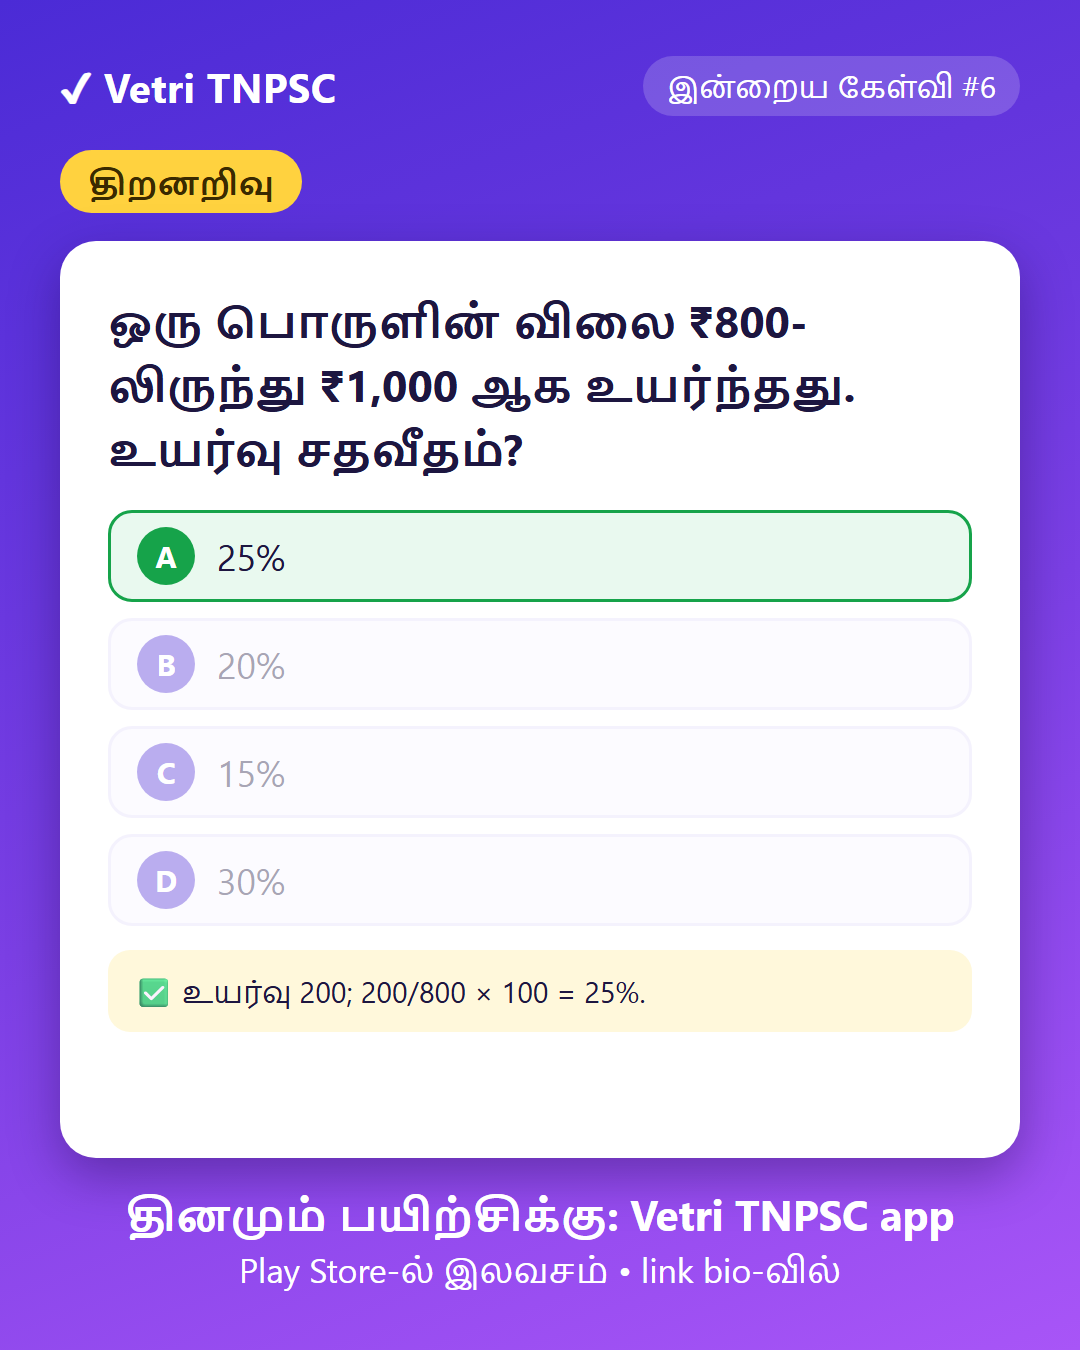 ✔ Vetri TNPSC
இன்றைய கேள்வி #6
திறனறிவு
ஒரு பொருளின் விலை ₹800-
லிருந்து ₹1,000 ஆக உயர்ந்தது.
உயர்வு சதவீதம்?
A 25%
B 20%
C 15%
D 30%
✅ உயர்வு 200; 200/800 × 100 = 25%.
தினமும் பயிற்சிக்கு: Vetri TNPSC app
Play Store-ல் இலவசம் • link bio-வில்